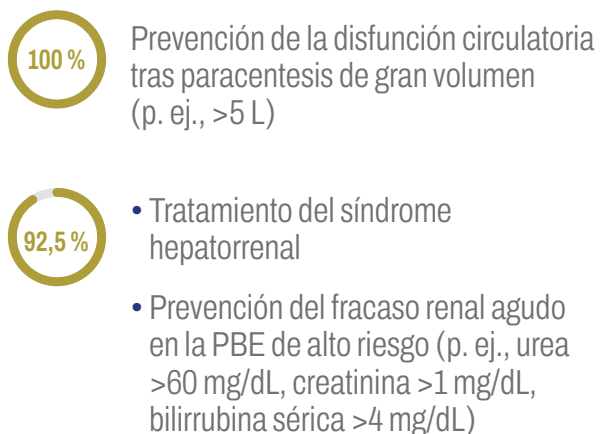 100 %
Prevención de la disfunción circulatoria
tras paracentesis de gran volumen
(p. ej., >5 L)
92,5 %
• Tratamiento del síndrome
hepatorrenal
• Prevención del fracaso renal agudo
en la PBE de alto riesgo (p. ej., urea
>60 mg/dL, creatinina >1 mg/dL,
bilirrubina sérica >4 mg/dL)